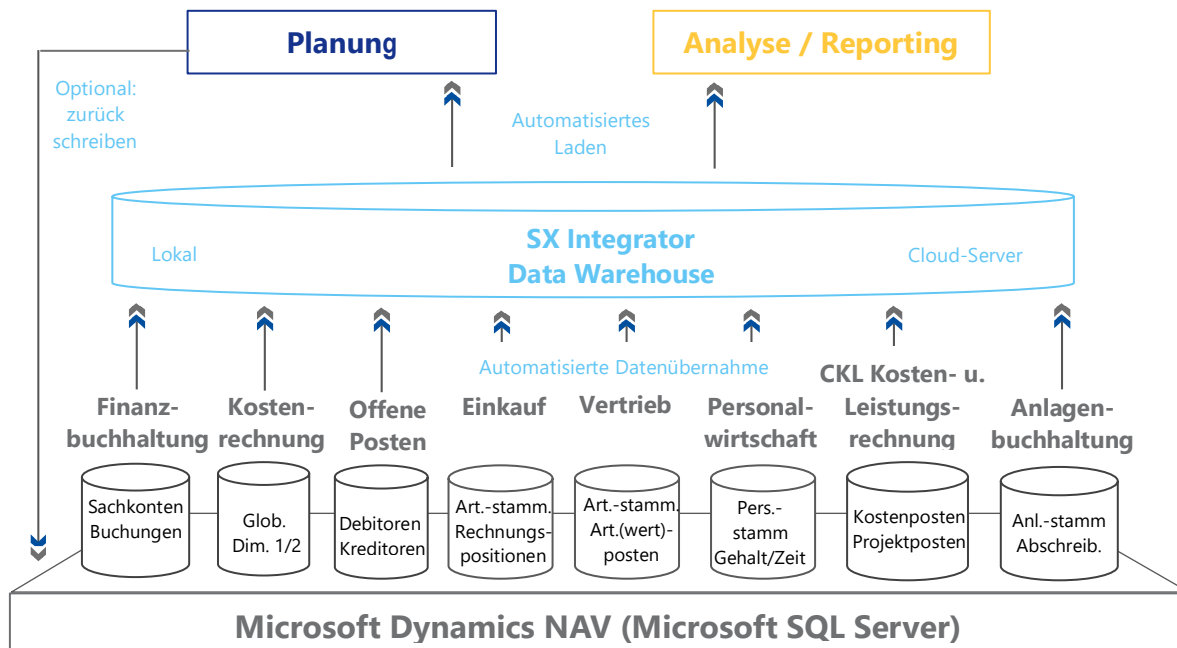 Planung
Analyse / Reporting
Optional:
zurück
schreiben
Automatisiertes
Laden
SX Integrator
Data Warehouse
Lokal
Cloud-Server
Automatisierte Datenübernahme
Finanz-
buchhaltung
Kosten-
rechnung
Offene
Posten
Einkauf
Vertrieb
Personal-
wirtschaft
CKL Kosten- u.
Leistungs-
rechnung
Anlagen-
buchhaltung
Sachkonten
Buchungen
Glob.
Dim. 1/2
Debitoren
Kreditoren
Art.-stamm.
Rechnungs-
positionen
Art.-stamm.
Art.(wert)-
posten
Pers.-
stamm
Gehalt/Zeit
Kostenposten
Projektposten
Anl.-stamm
Abschreib.
Microsoft Dynamics NAV (Microsoft SQL Server)